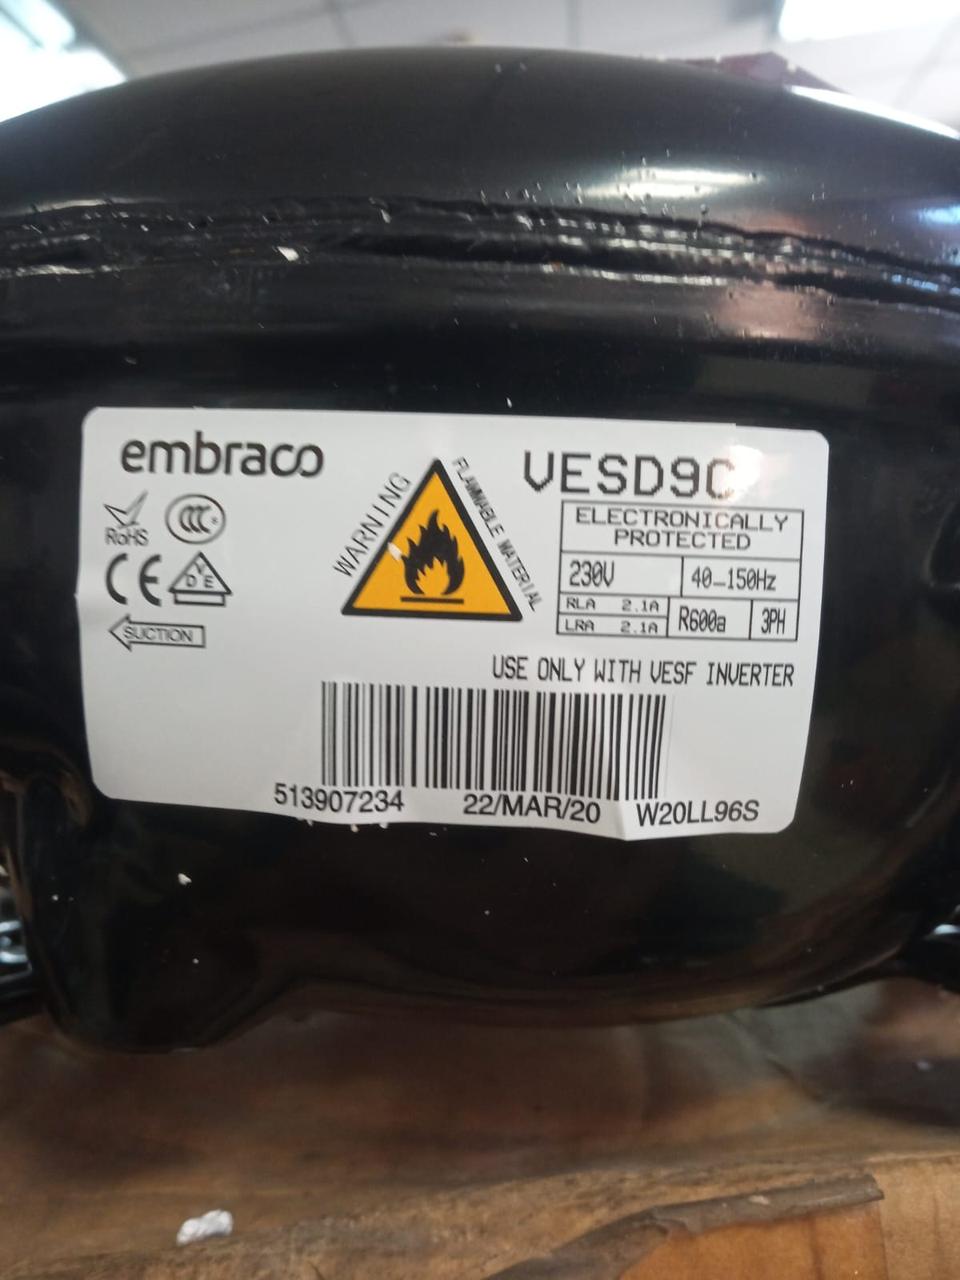 embraco
VESD9C
RoHS
CCC
WARNING
FLAMMABLE MATERIAL
ELECTRONICALLY
PROTECTED
230V
40-150Hz
CE
VDE
RLA 2.1A
LRA 2.1A
R600a
3PH
SUCTION
USE ONLY WITH VESF INVERTER
513907234
22/MAR/20
W20LL96S